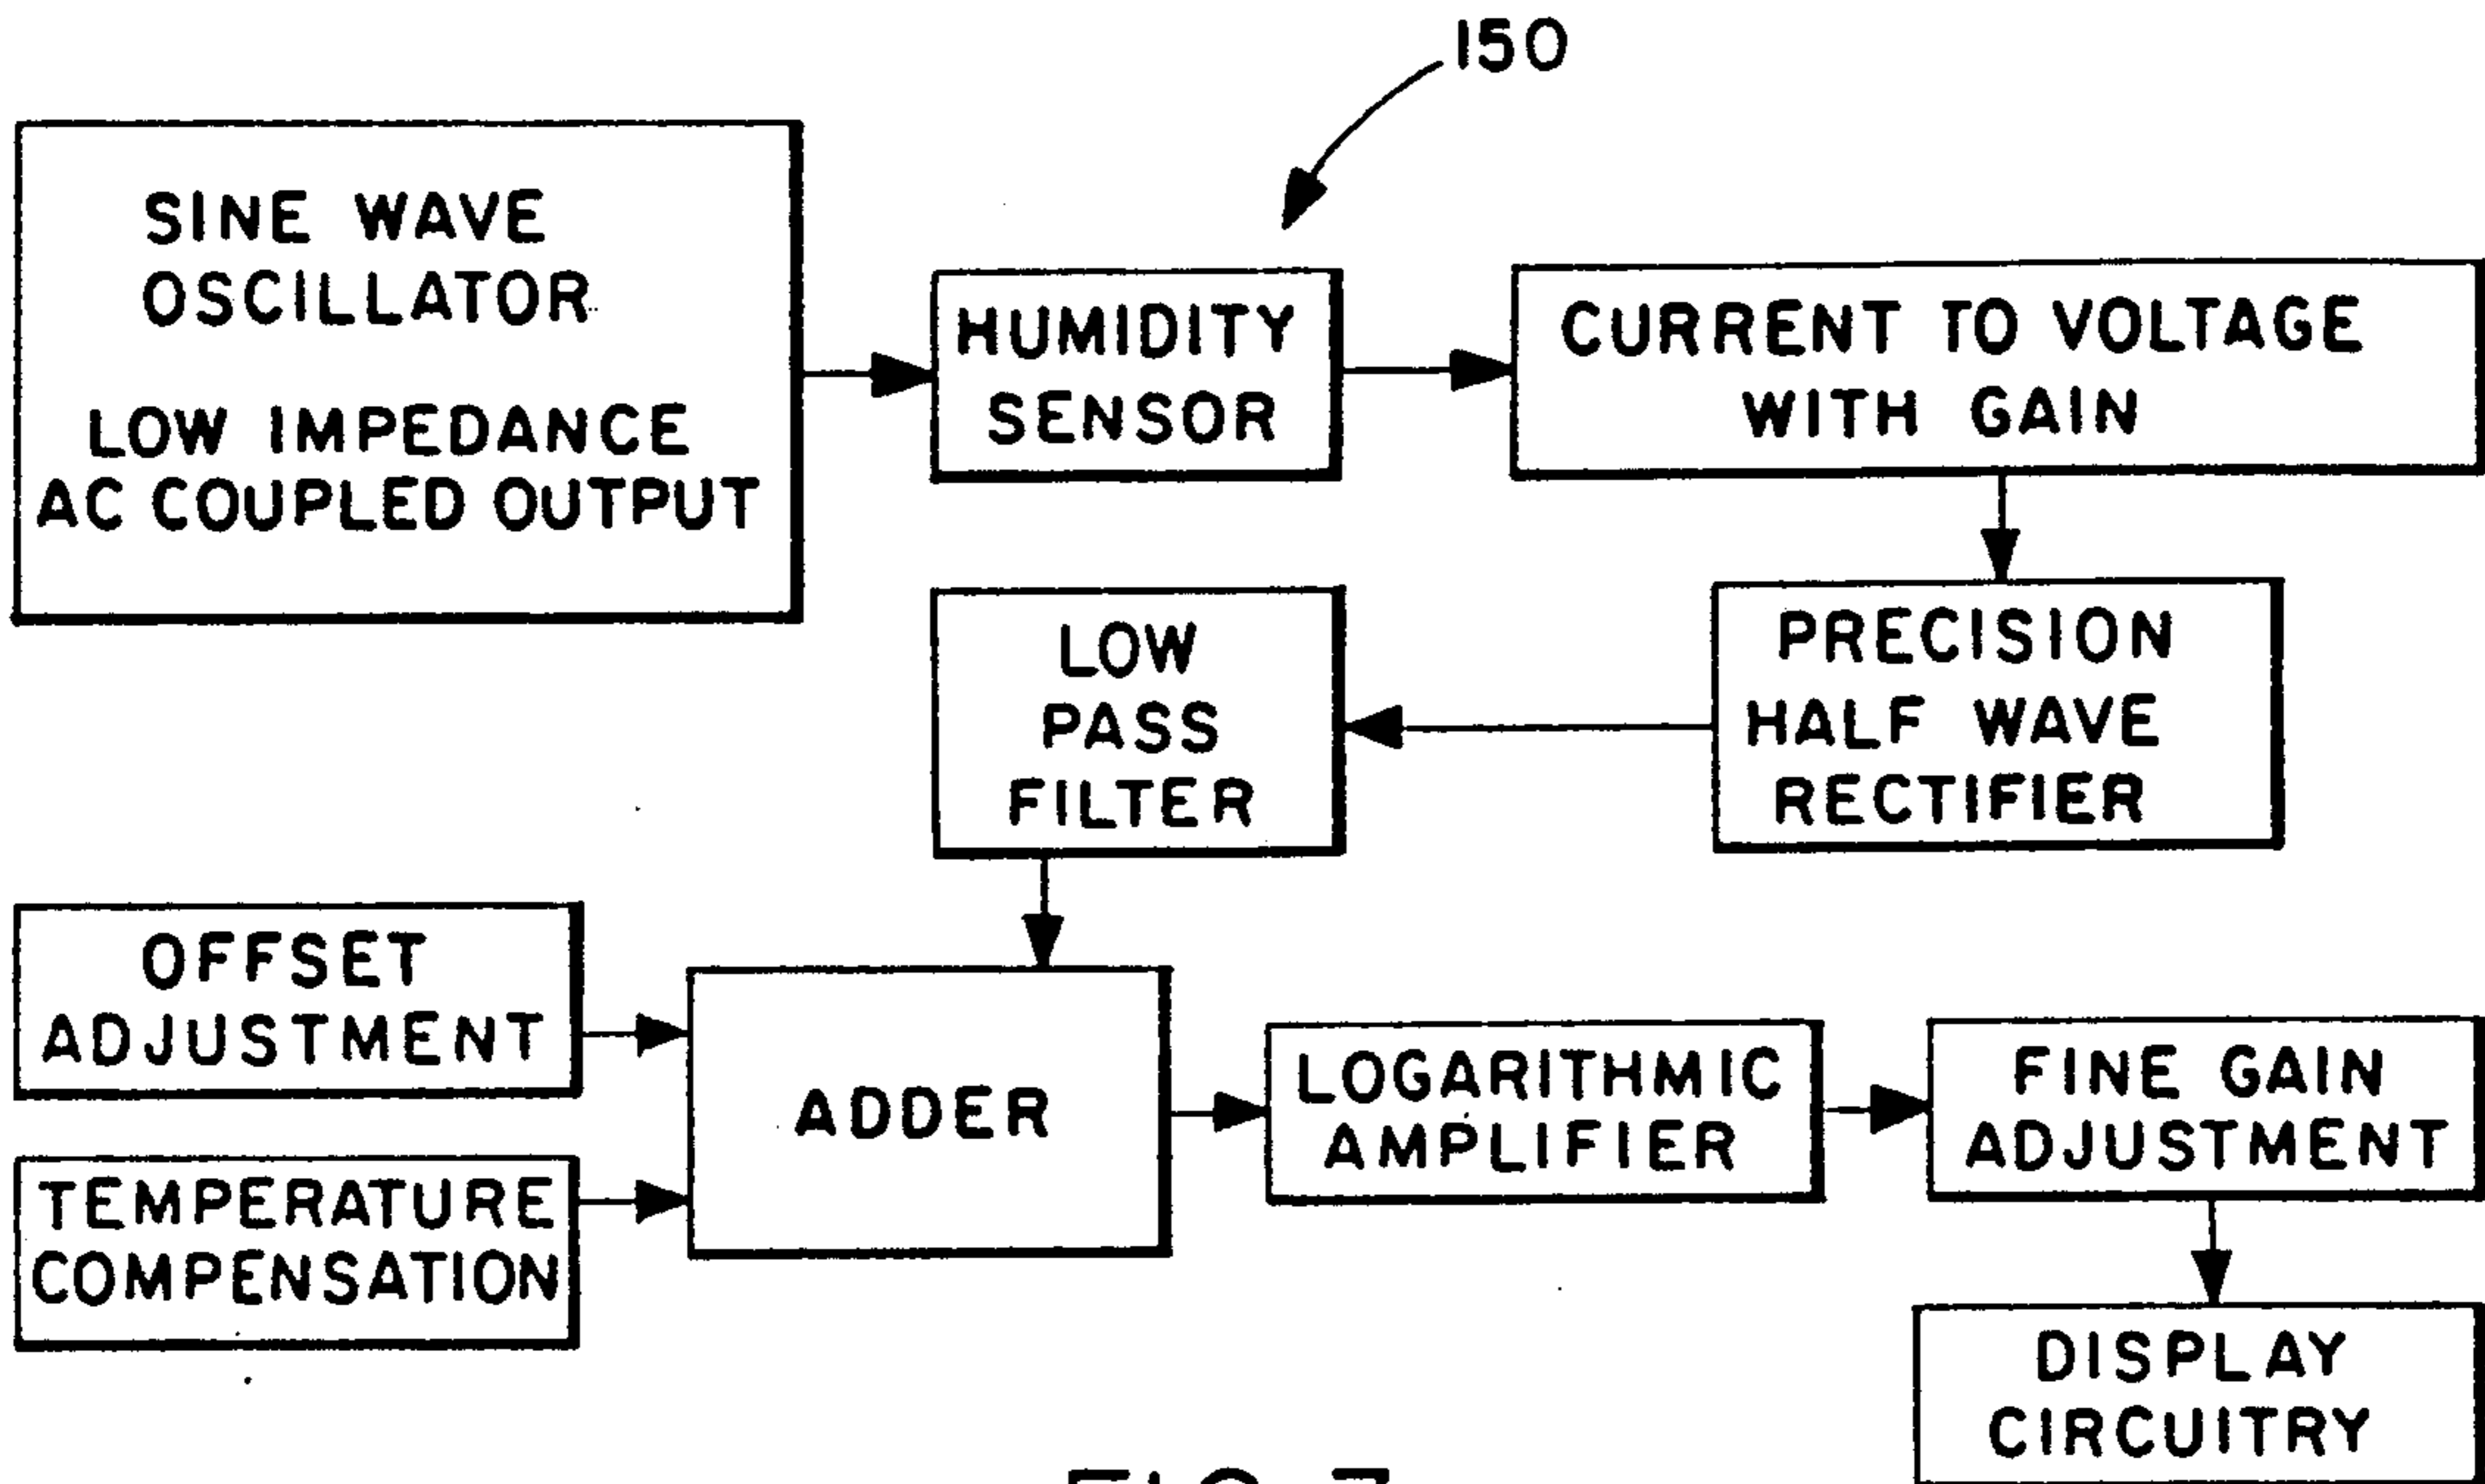 150
SINE WAVE
OSCILLATOR
LOW IMPEDANCE
AC COUPLED OUTPUT
HUMIDITY
SENSOR
CURRENT TO VOLTAGE
WITH GAIN
PRECISION
HALF WAVE
RECTIFIER
LOW
PASS
FILTER
OFFSET
ADJUSTMENT
TEMPERATURE
COMPENSATION
ADDER
LOGARITHMIC
AMPLIFIER
FINE GAIN
ADJUSTMENT
DISPLAY
CIRCUITRY